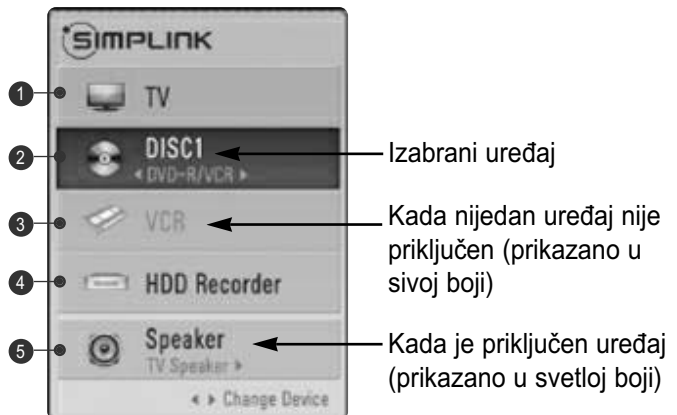 SIMPLINK
1 TV
2 DISC1 Izabrani uređaj
◄ DVD-R/VCR ►
3 VCR Kada nijedan uređaj nije
priključen (prikazano u
sivoj boji)
4 HDD Recorder
5 Speaker Kada je priključen uređaj
TV Speaker ► (prikazano u svetloj boji)
◄ ► Change Device